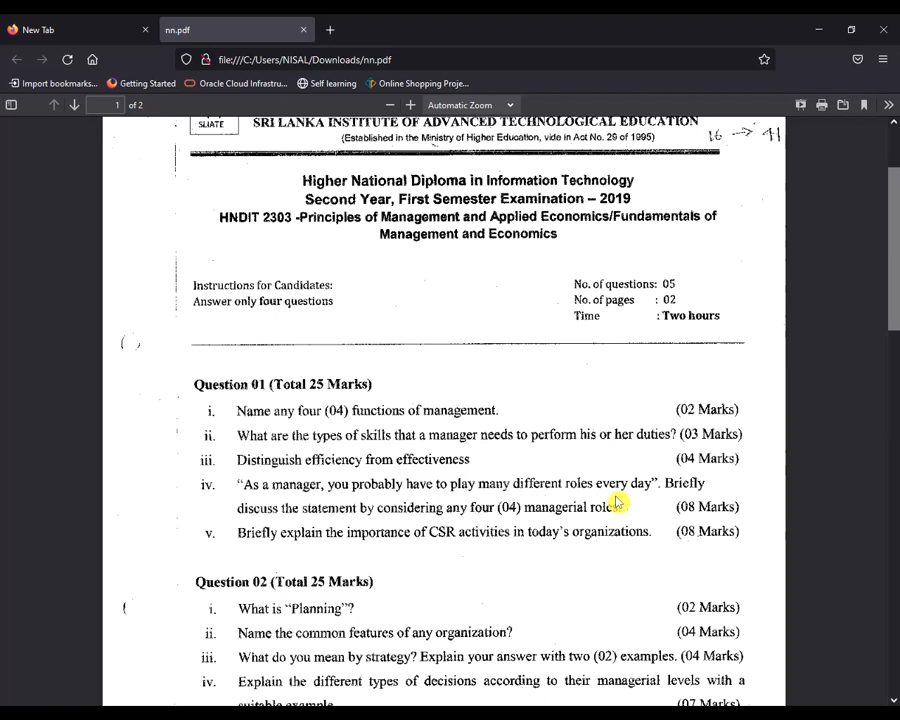 New Tab
nn.pdf
file:///C:/Users/NISAL/Downloads/nn.pdf
Import bookmarks...
Getting Started
Oracle Cloud Infrastru...
Self learning
Online Shopping Proje...
1 of 2
Automatic Zoom
SLIATE
SRI LANKA INSTITUTE OF ADVANCED TECHNOLOGICAL EDUCATION
(Established in the Ministry of Higher Education, vide in Act No. 29 of 1995)
16 → 41
Higher National Diploma in Information Technology
Second Year, First Semester Examination – 2019
HNDIT 2303 -Principles of Management and Applied Economics/Fundamentals of
Management and Economics
Instructions for Candidates:
Answer only four questions
No. of questions: 05
No. of pages : 02
Time : Two hours
Question 01 (Total 25 Marks)
i. Name any four (04) functions of management. (02 Marks)
ii. What are the types of skills that a manager needs to perform his or her duties? (03 Marks)
iii. Distinguish efficiency from effectiveness (04 Marks)
iv. “As a manager, you probably have to play many different roles every day”. Briefly
discuss the statement by considering any four (04) managerial (08 Marks)
v. Briefly explain the importance of CSR activities in today’s organizations. (08 Marks)
Question 02 (Total 25 Marks)
i. What is “Planning”? (02 Marks)
ii. Name the common features of any organization? (04 Marks)
iii. What do you mean by strategy? Explain your answer with two (02) examples. (04 Marks)
iv. Explain the different types of decisions according to their managerial levels with a
suitable example (07 Marks)